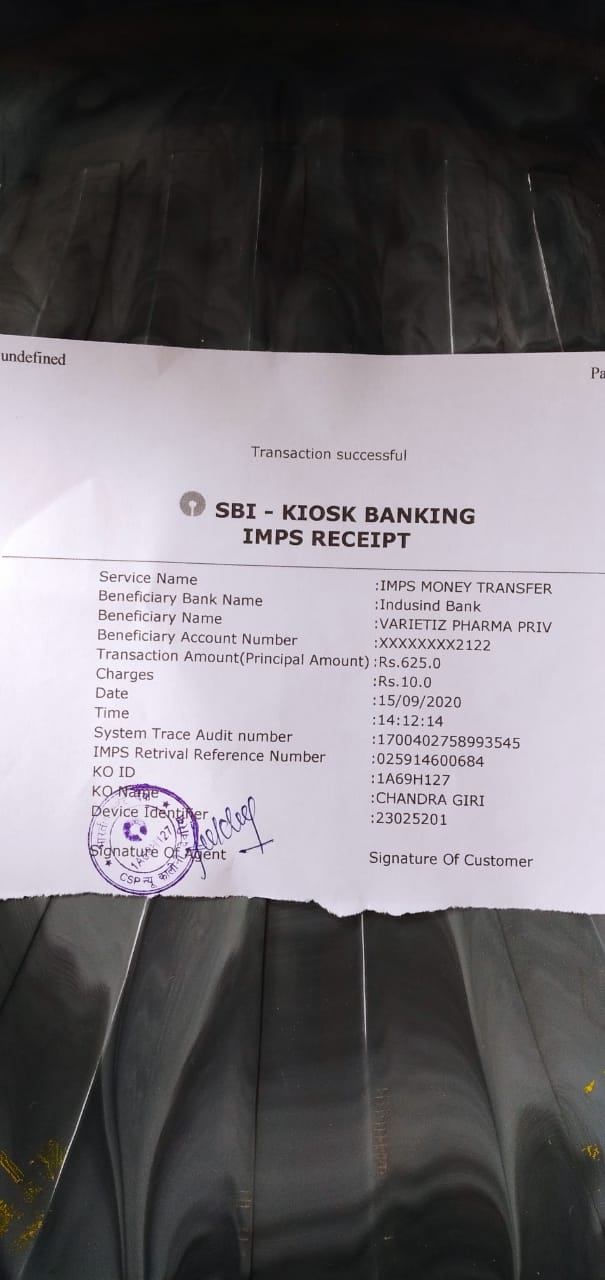 undefined
Pa
Transaction successful
SBI - KIOSK BANKING
IMPS RECEIPT
Service Name :IMPS MONEY TRANSFER
Beneficiary Bank Name :Indusind Bank
Beneficiary Name :VARIETIZ PHARMA PRIV
Beneficiary Account Number :XXXXXXXX2122
Transaction Amount(Principal Amount) :Rs.625.0
Charges :Rs.10.0
Date :15/09/2020
Time :14:12:14
System Trace Audit number :1700402758993545
IMPS Retrival Reference Number :025914600684
KO ID :1A69H127
KO Name :CHANDRA GIRI
Device Identifier :23025201
Signature Of Agent Signature Of Customer
CSP न्यू